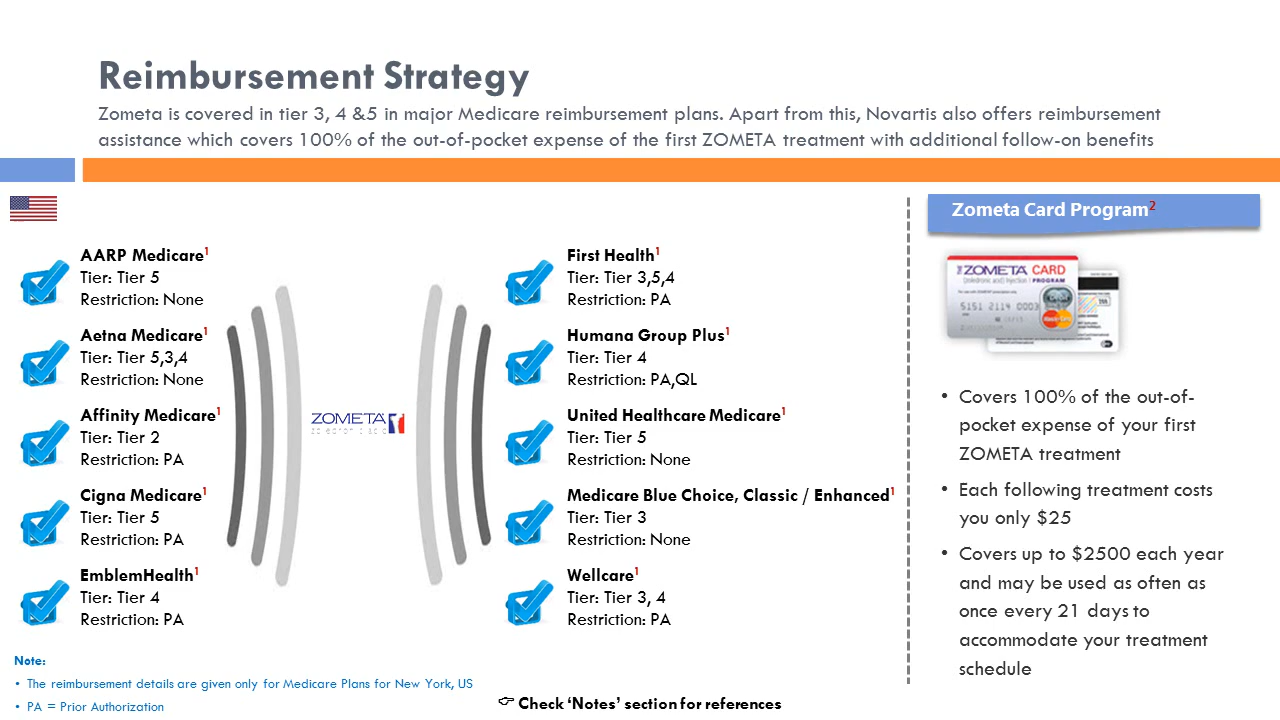 Reimbursement Strategy
Zometa is covered in tier 3, 4 &5 in major Medicare reimbursement plans. Apart from this, Novartis also offers reimbursement
assistance which covers 100% of the out-of-pocket expense of the first ZOMETA treatment with additional follow-on benefits
AARP Medicare1
Tier: Tier 5
Restriction: None
Aetna Medicare1
Tier: Tier 5,3,4
Restriction: None
Affinity Medicare1
Tier: Tier 2
Restriction: PA
Cigna Medicare1
Tier: Tier 5
Restriction: PA
EmblemHealth1
Tier: Tier 4
Restriction: PA
ZOMETA
First Health1
Tier: Tier 3,5,4
Restriction: PA
Humana Group Plus1
Tier: Tier 4
Restriction: PA,QL
United Healthcare Medicare1
Tier: Tier 5
Restriction: None
Medicare Blue Choice, Classic / Enhanced1
Tier: Tier 3
Restriction: None
Wellcare1
Tier: Tier 3, 4
Restriction: PA
Zometa Card Program2
THE ZOMETA CARD
(zoledronic acid) Injection PROGRAM
5151 2114 0003
MasterCard
• Covers 100% of the out-of-
pocket expense of your first
ZOMETA treatment
• Each following treatment costs
you only $25
• Covers up to $2500 each year
and may be used as often as
once every 21 days to
accommodate your treatment
schedule
Note:
• The reimbursement details are given only for Medicare Plans for New York, US
• PA = Prior Authorization
☞ Check ‘Notes’ section for references